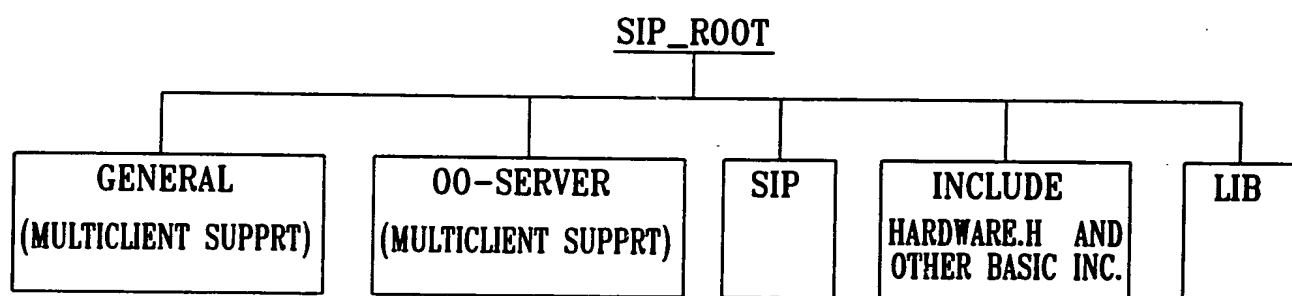 SIP_ROOT
GENERAL
(MULTICLIENT SUPPRT)
OO-SERVER
(MULTICLIENT SUPPRT)
SIP
INCLUDE
HARDWARE.H AND
OTHER BASIC INC.
LIB